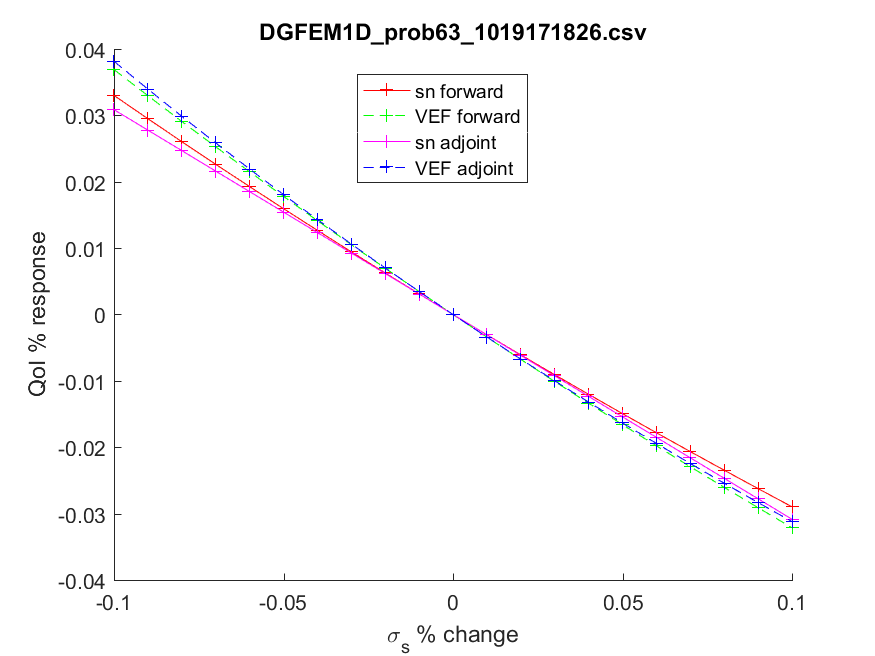 DGFEM1D_prob63_1019171826.csv
sn forward
VEF forward
sn adjoint
VEF adjoint
0.04
0.03
0.02
0.01
0
-0.01
-0.02
-0.03
-0.04
QoI % response
-0.1
-0.05
0
0.05
0.1
σs % change